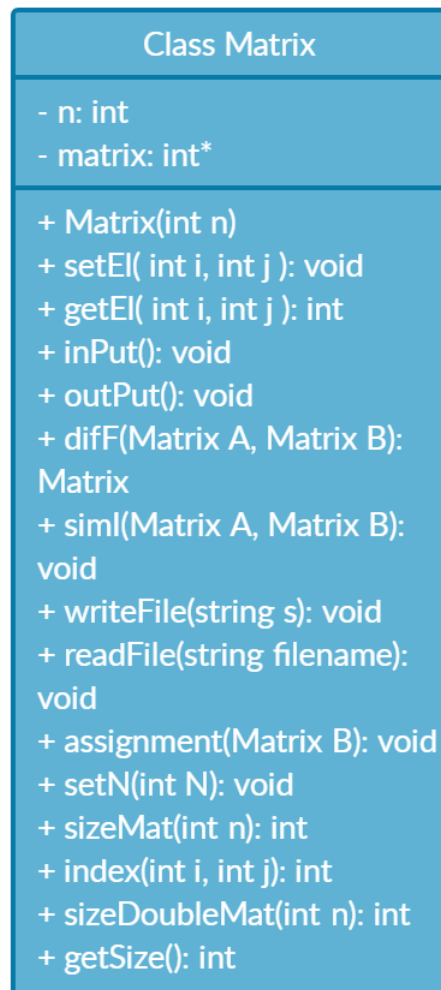 Class Matrix
- n: int
- matrix: int*
+ Matrix(int n)
+ setEl( int i, int j ): void
+ getEl( int i, int j ): int
+ inPut(): void
+ outPut(): void
+ difF(Matrix A, Matrix B):
Matrix
+ siml(Matrix A, Matrix B):
void
+ writeFile(string s): void
+ readFile(string filename):
void
+ assignment(Matrix B): void
+ setN(int N): void
+ sizeMat(int n): int
+ index(int i, int j): int
+ sizeDoubleMat(int n): int
+ getSize(): int